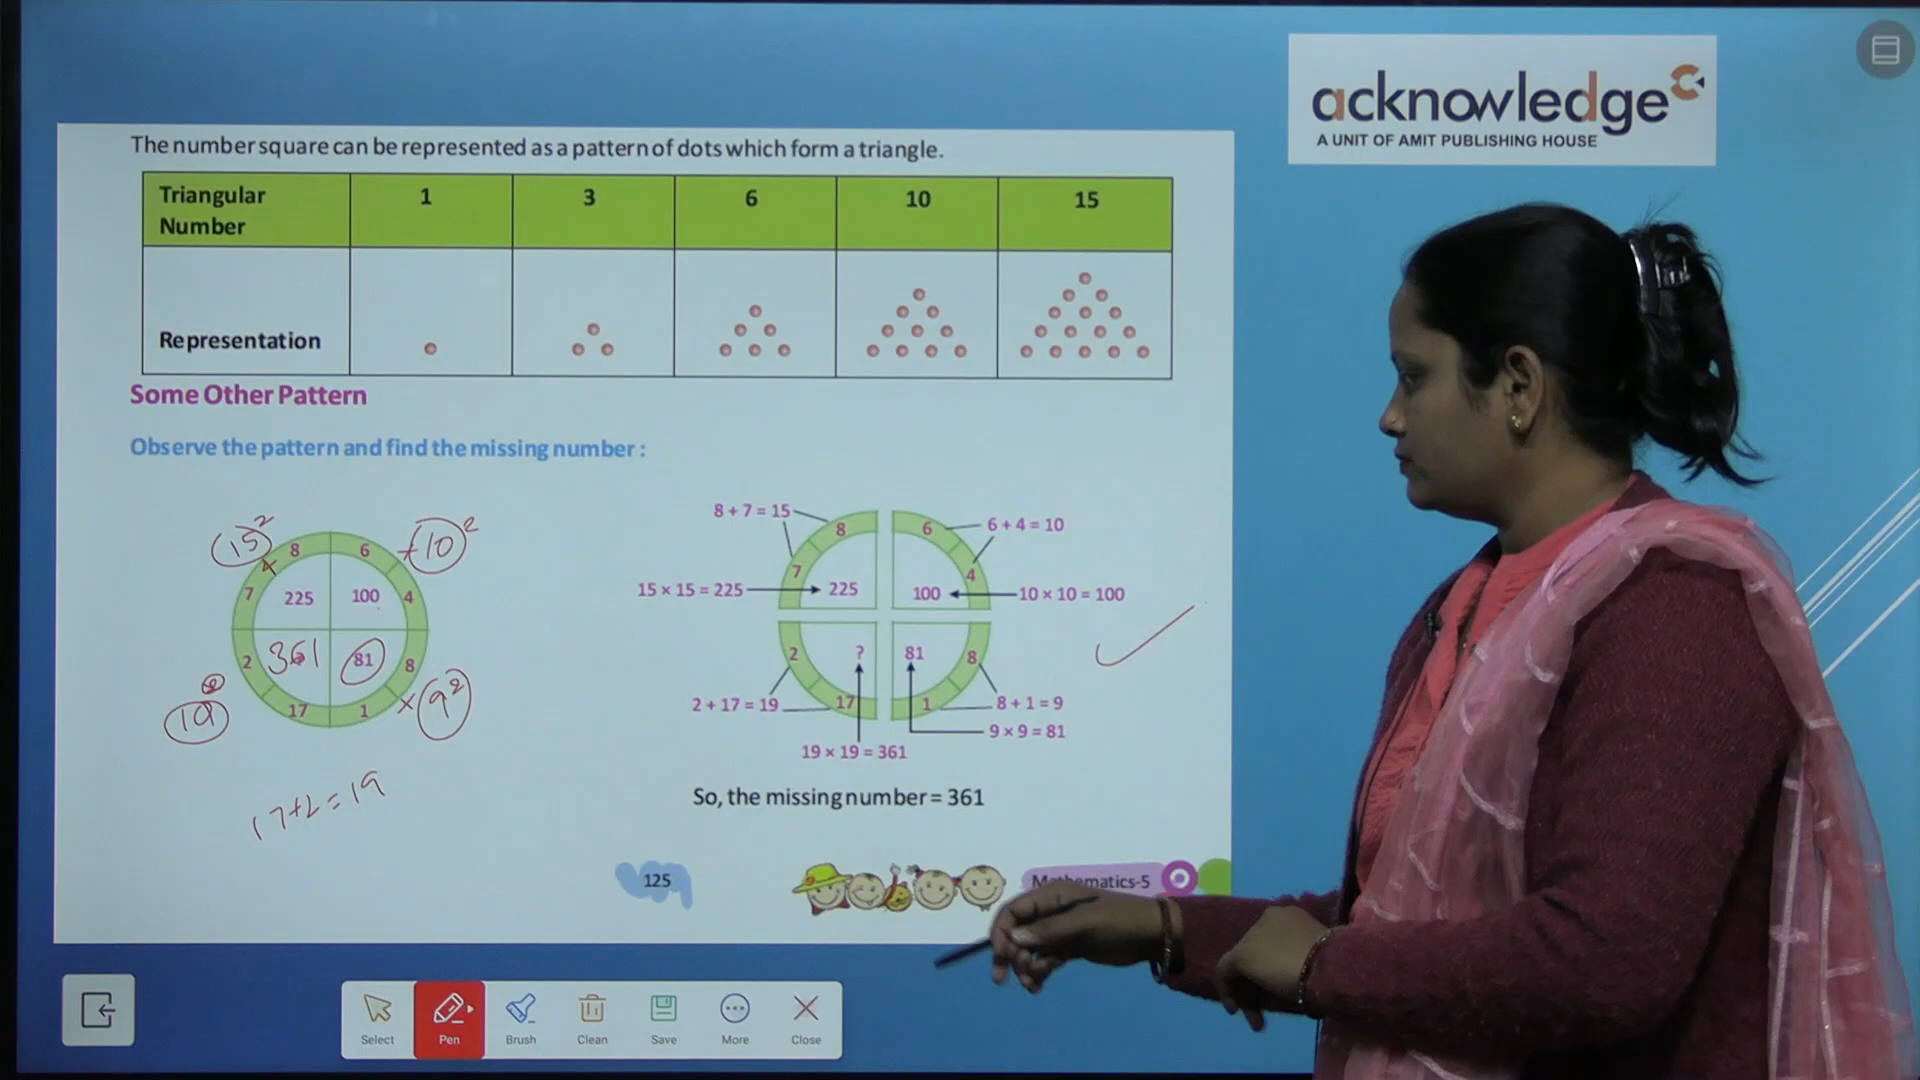 acknowledge
A UNIT OF AMIT PUBLISHING HOUSE
The number square can be represented as a pattern of dots which form a triangle.
Triangular Number 1 3 6 10 15
Representation
Some Other Pattern
Observe the pattern and find the missing number :
15² 8 6 10²
7 225 100 4
2 361 81 8
19 17 1 9²
17+2=19
8 + 7 = 15 8 6 6 + 4 = 10
7 4
15 × 15 = 225 225 100 10 × 10 = 100
2 ? 81 8
2 + 17 = 19 17 1 8 + 1 = 9
9 × 9 = 81
19 × 19 = 361
So, the missing number = 361
125
Mathematics-5
Select Pen Brush Clean Save More Close